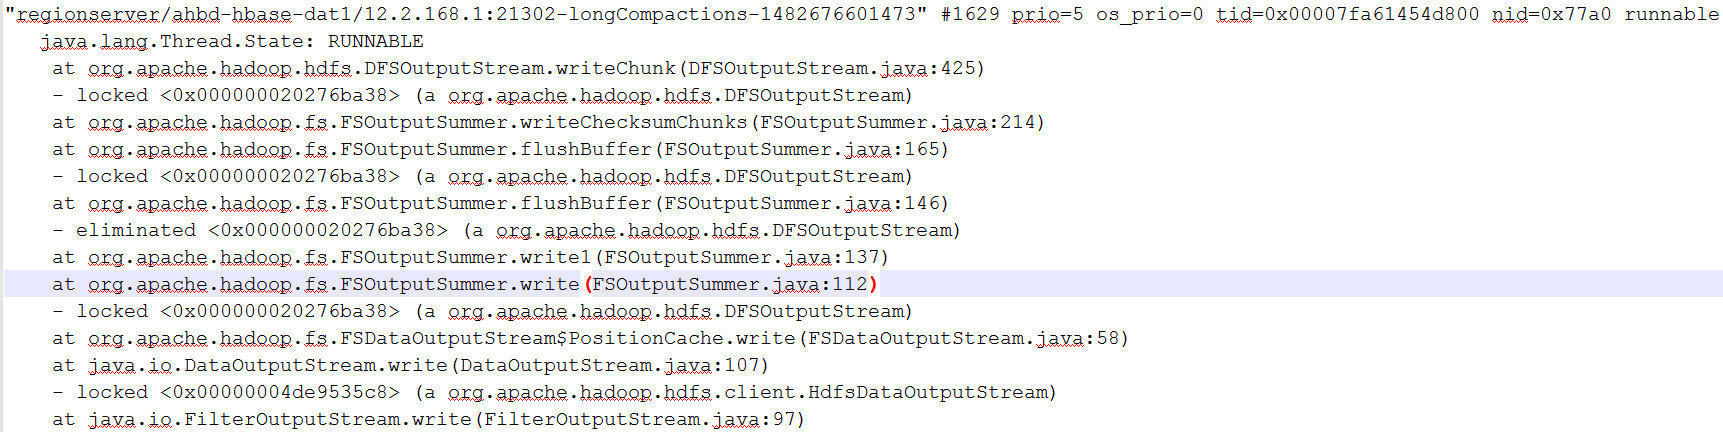 "regionserver/ahbd-hbase-dat1/12.2.168.1:21302-longCompactions-1482676601473" #1629 prio=5 os_prio=0 tid=0x00007fa61454d800 nid=0x77a0 runnable
java.lang.Thread.State: RUNNABLE
at org.apache.hadoop.hdfs.DFSOutputStream.writeChunk(DFSOutputStream.java:425)
- locked <0x000000020276ba38> (a org.apache.hadoop.hdfs.DFSOutputStream)
at org.apache.hadoop.fs.FSOutputSummer.writeChecksumChunks(FSOutputSummer.java:214)
at org.apache.hadoop.fs.FSOutputSummer.flushBuffer(FSOutputSummer.java:165)
- locked <0x000000020276ba38> (a org.apache.hadoop.hdfs.DFSOutputStream)
at org.apache.hadoop.fs.FSOutputSummer.flushBuffer(FSOutputSummer.java:146)
- eliminated <0x000000020276ba38> (a org.apache.hadoop.hdfs.DFSOutputStream)
at org.apache.hadoop.fs.FSOutputSummer.write1(FSOutputSummer.java:137)
at org.apache.hadoop.fs.FSOutputSummer.write(FSOutputSummer.java:112)
- locked <0x000000020276ba38> (a org.apache.hadoop.hdfs.DFSOutputStream)
at org.apache.hadoop.fs.FSDataOutputStream$PositionCache.write(FSDataOutputStream.java:58)
at java.io.DataOutputStream.write(DataOutputStream.java:107)
- locked <0x00000004de9535c8> (a org.apache.hadoop.hdfs.client.HdfsDataOutputStream)
at java.io.FilterOutputStream.write(FilterOutputStream.java:97)